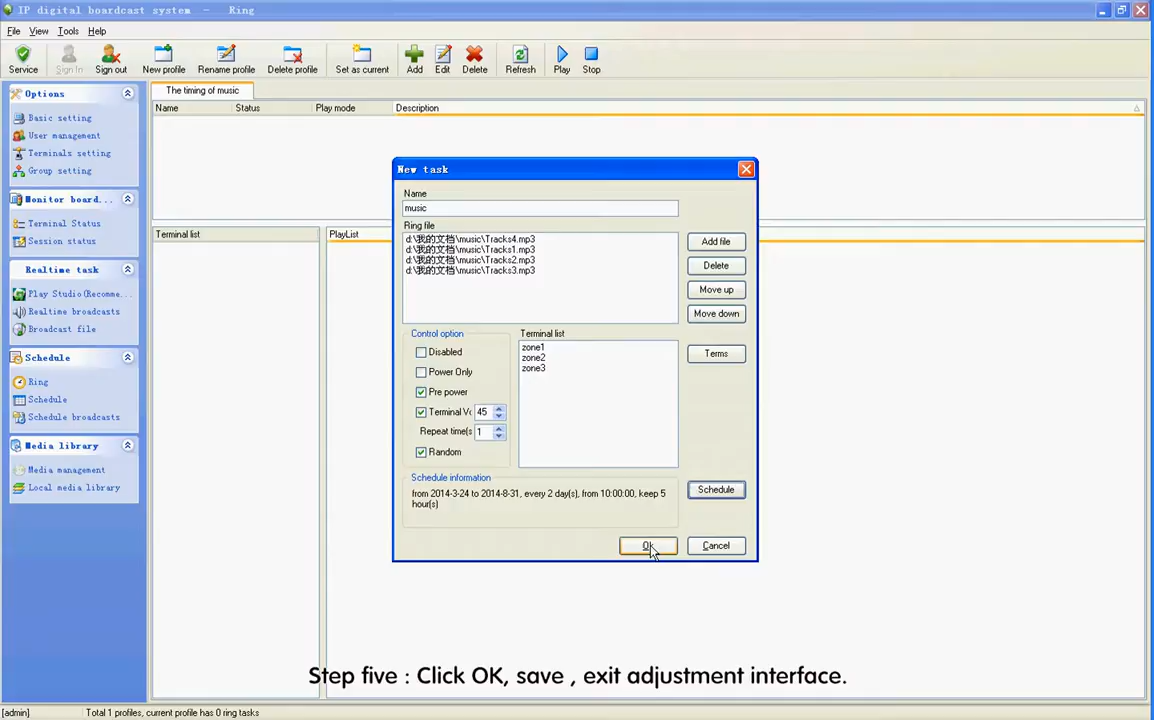 IP digital boardcast system - Ring
File View Tools Help
Service Sign In Sign out New profile Rename profile Delete profile Set as current Add Edit Delete Refresh Play Stop
Options
Basic setting
User management
Terminals setting
Group setting
Monitor board...
Terminal Status
Session status
Realtime task
Play Studio(Recomme...
Realtime broadcasts
Broadcast file
Schedule
Ring
Schedule
Schedule broadcasts
Media library
Media management
Local media library
The timing of music
Name Status Play mode Description
Terminal list
PlayList
New task
Name
music
Ring file
d:\我的文档\music\Tracks4.mp3
d:\我的文档\music\Tracks1.mp3
d:\我的文档\music\Tracks2.mp3
d:\我的文档\music\Tracks3.mp3
Add file
Delete
Move up
Move down
Control option
Disabled
Power Only
Pre power
Terminal Vo 45
Repeat time(s 1
Random
Terminal list
zone1
zone2
zone3
Terms
Schedule information
from 2014-3-24 to 2014-8-31, every 2 day(s), from 10:00:00, keep 5
hour(s)
Schedule
Ok
Cancel
Step five : Click OK, save , exit adjustment interface.
[admin] Total 1 profiles, current profile has 0 ring tasks